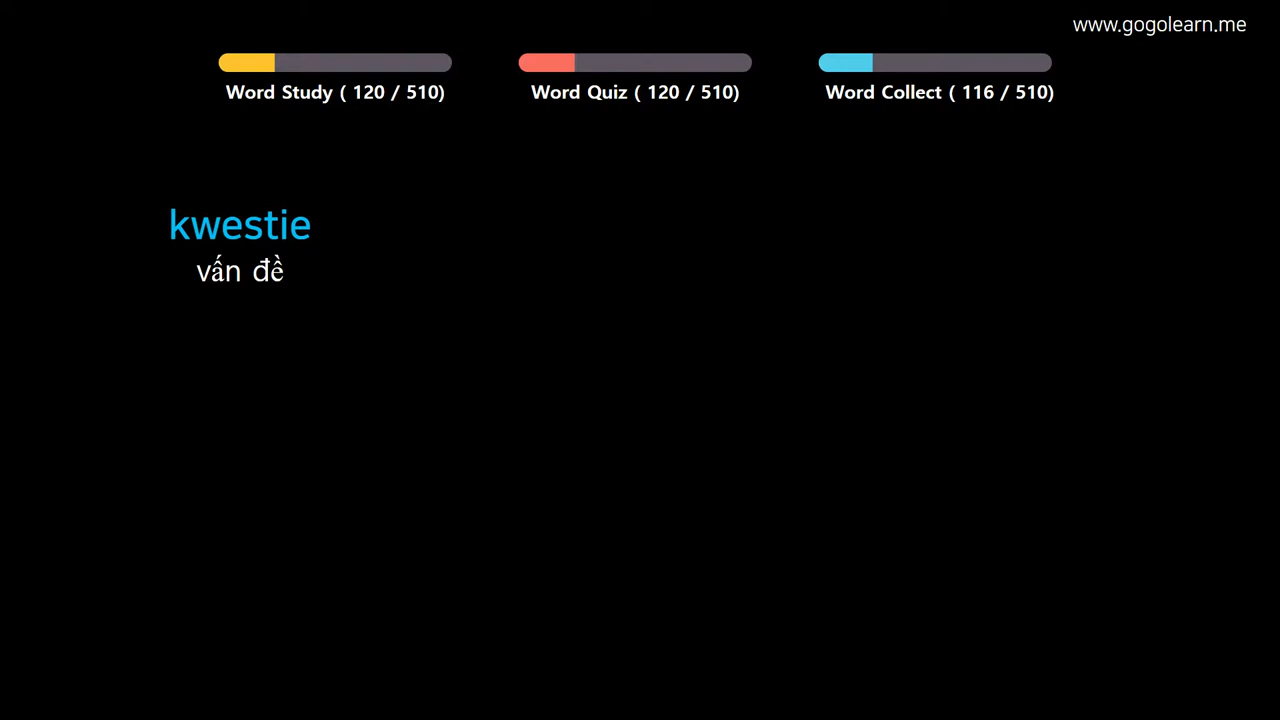 www.gogolearn.me
Word Study ( 120 / 510)
Word Quiz ( 120 / 510)
Word Collect ( 116 / 510)
kwestie
vấn đề